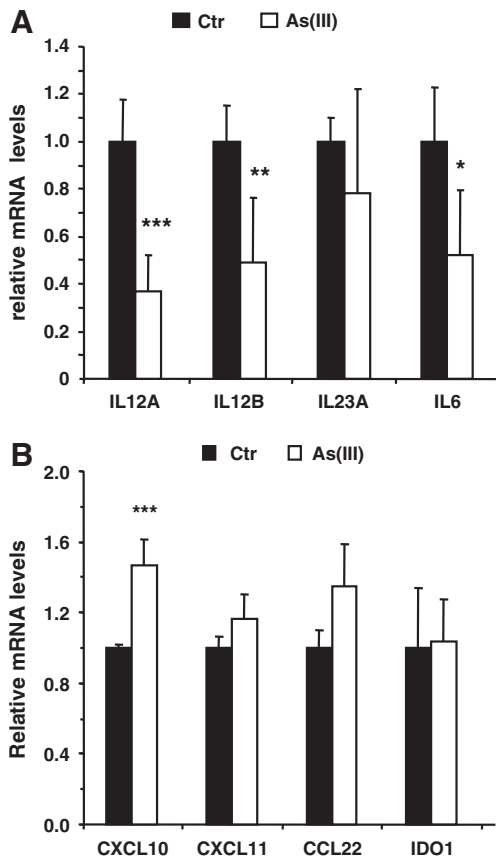 A
Ctr As(III)
relative mRNA levels
1.4
1.2
1.0
0.8
0.6
0.4
0.2
0
***
**
*
IL12A IL12B IL23A IL6
B
Ctr As(III)
Relative mRNA levels
2.0
1.6
1.2
0.8
0.4
0.0
***
CXCL10 CXCL11 CCL22 IDO1